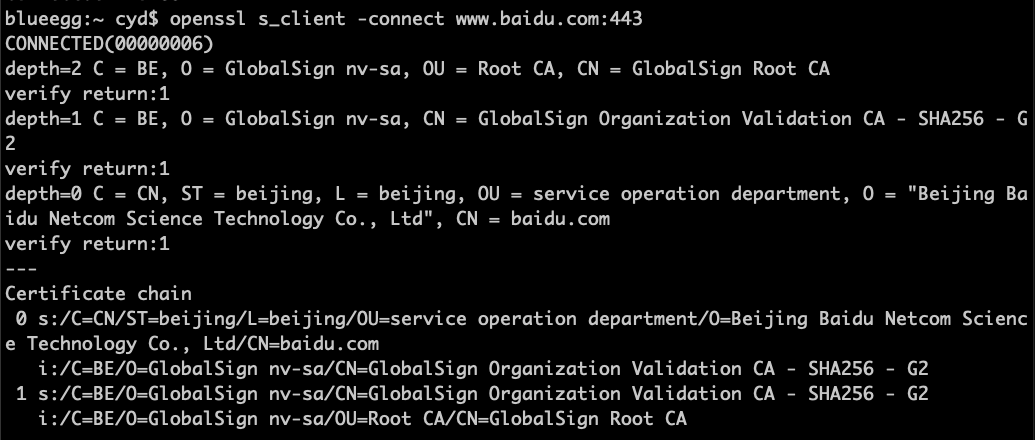 blueegg:~ cyd$ openssl s_client -connect www.baidu.com:443
CONNECTED(00000006)
depth=2 C = BE, O = GlobalSign nv-sa, OU = Root CA, CN = GlobalSign Root CA
verify return:1
depth=1 C = BE, O = GlobalSign nv-sa, CN = GlobalSign Organization Validation CA - SHA256 - G
2
verify return:1
depth=0 C = CN, ST = beijing, L = beijing, OU = service operation department, O = "Beijing Ba
idu Netcom Science Technology Co., Ltd", CN = baidu.com
verify return:1
---
Certificate chain
 0 s:/C=CN/ST=beijing/L=beijing/OU=service operation department/O=Beijing Baidu Netcom Scienc
e Technology Co., Ltd/CN=baidu.com
   i:/C=BE/O=GlobalSign nv-sa/CN=GlobalSign Organization Validation CA - SHA256 - G2
 1 s:/C=BE/O=GlobalSign nv-sa/CN=GlobalSign Organization Validation CA - SHA256 - G2
   i:/C=BE/O=GlobalSign nv-sa/OU=Root CA/CN=GlobalSign Root CA